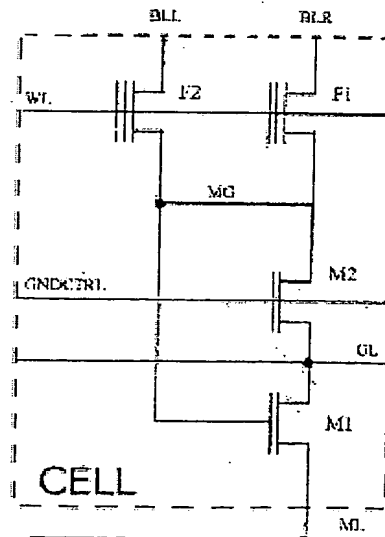 BLL BLR
WL F2 F1
MG
M2
GNDCTRL
GL
M1
CELL
ML